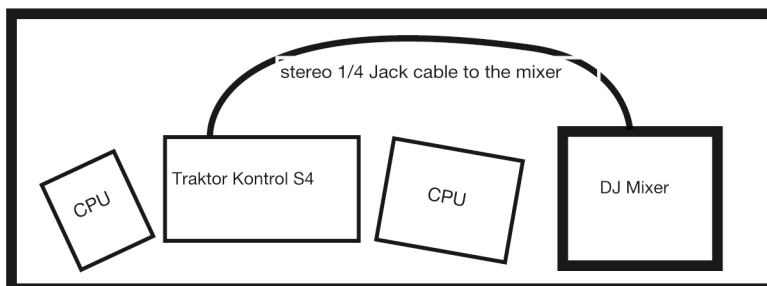 stereo 1/4 Jack cable to the mixer
CPU
Traktor Kontrol S4
CPU
DJ Mixer